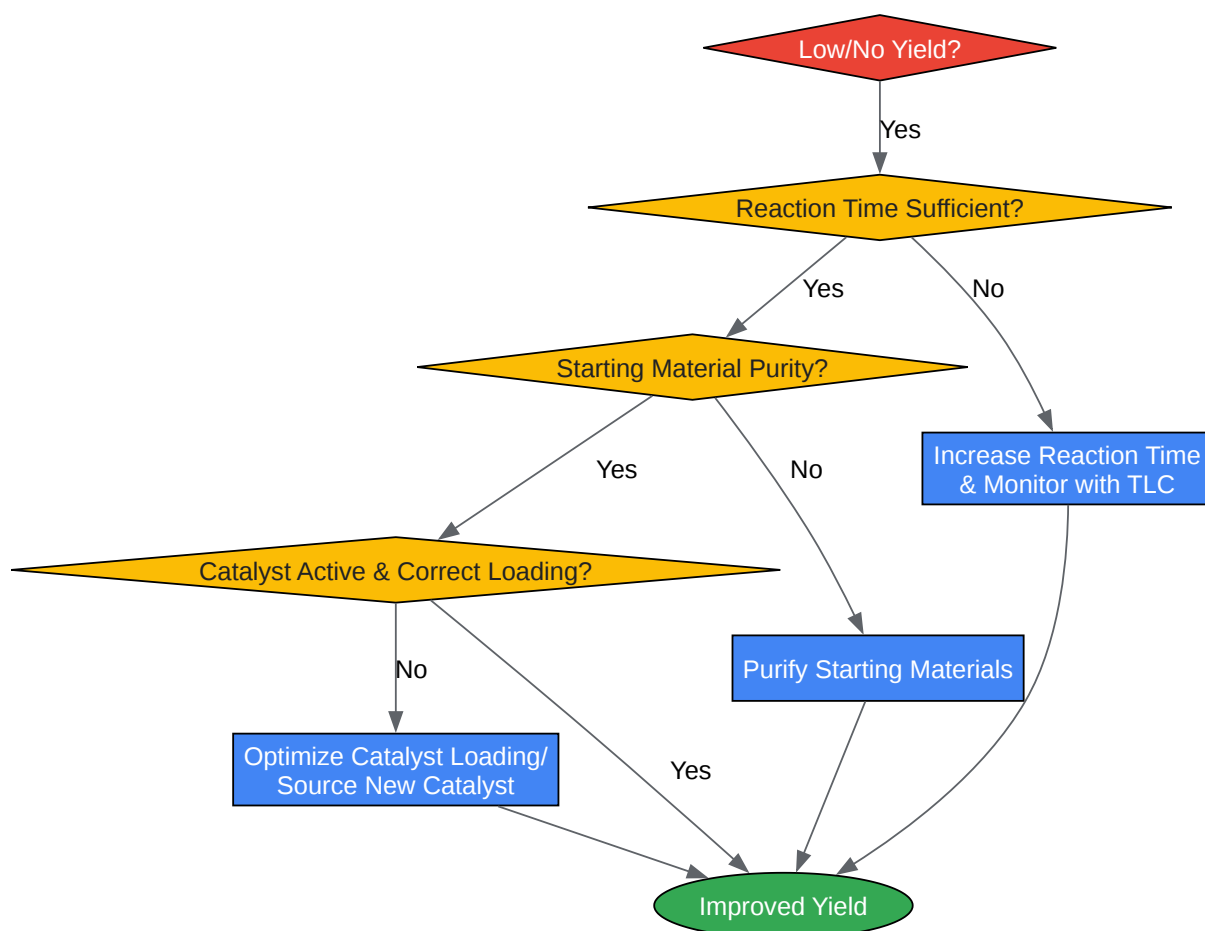 Low/No Yield?
Yes
Reaction Time Sufficient?
Yes
No
Starting Material Purity?
Yes
No
Increase Reaction Time
& Monitor with TLC
Catalyst Active & Correct Loading?
No
Yes
Purify Starting Materials
Optimize Catalyst Loading/
Source New Catalyst
Improved Yield